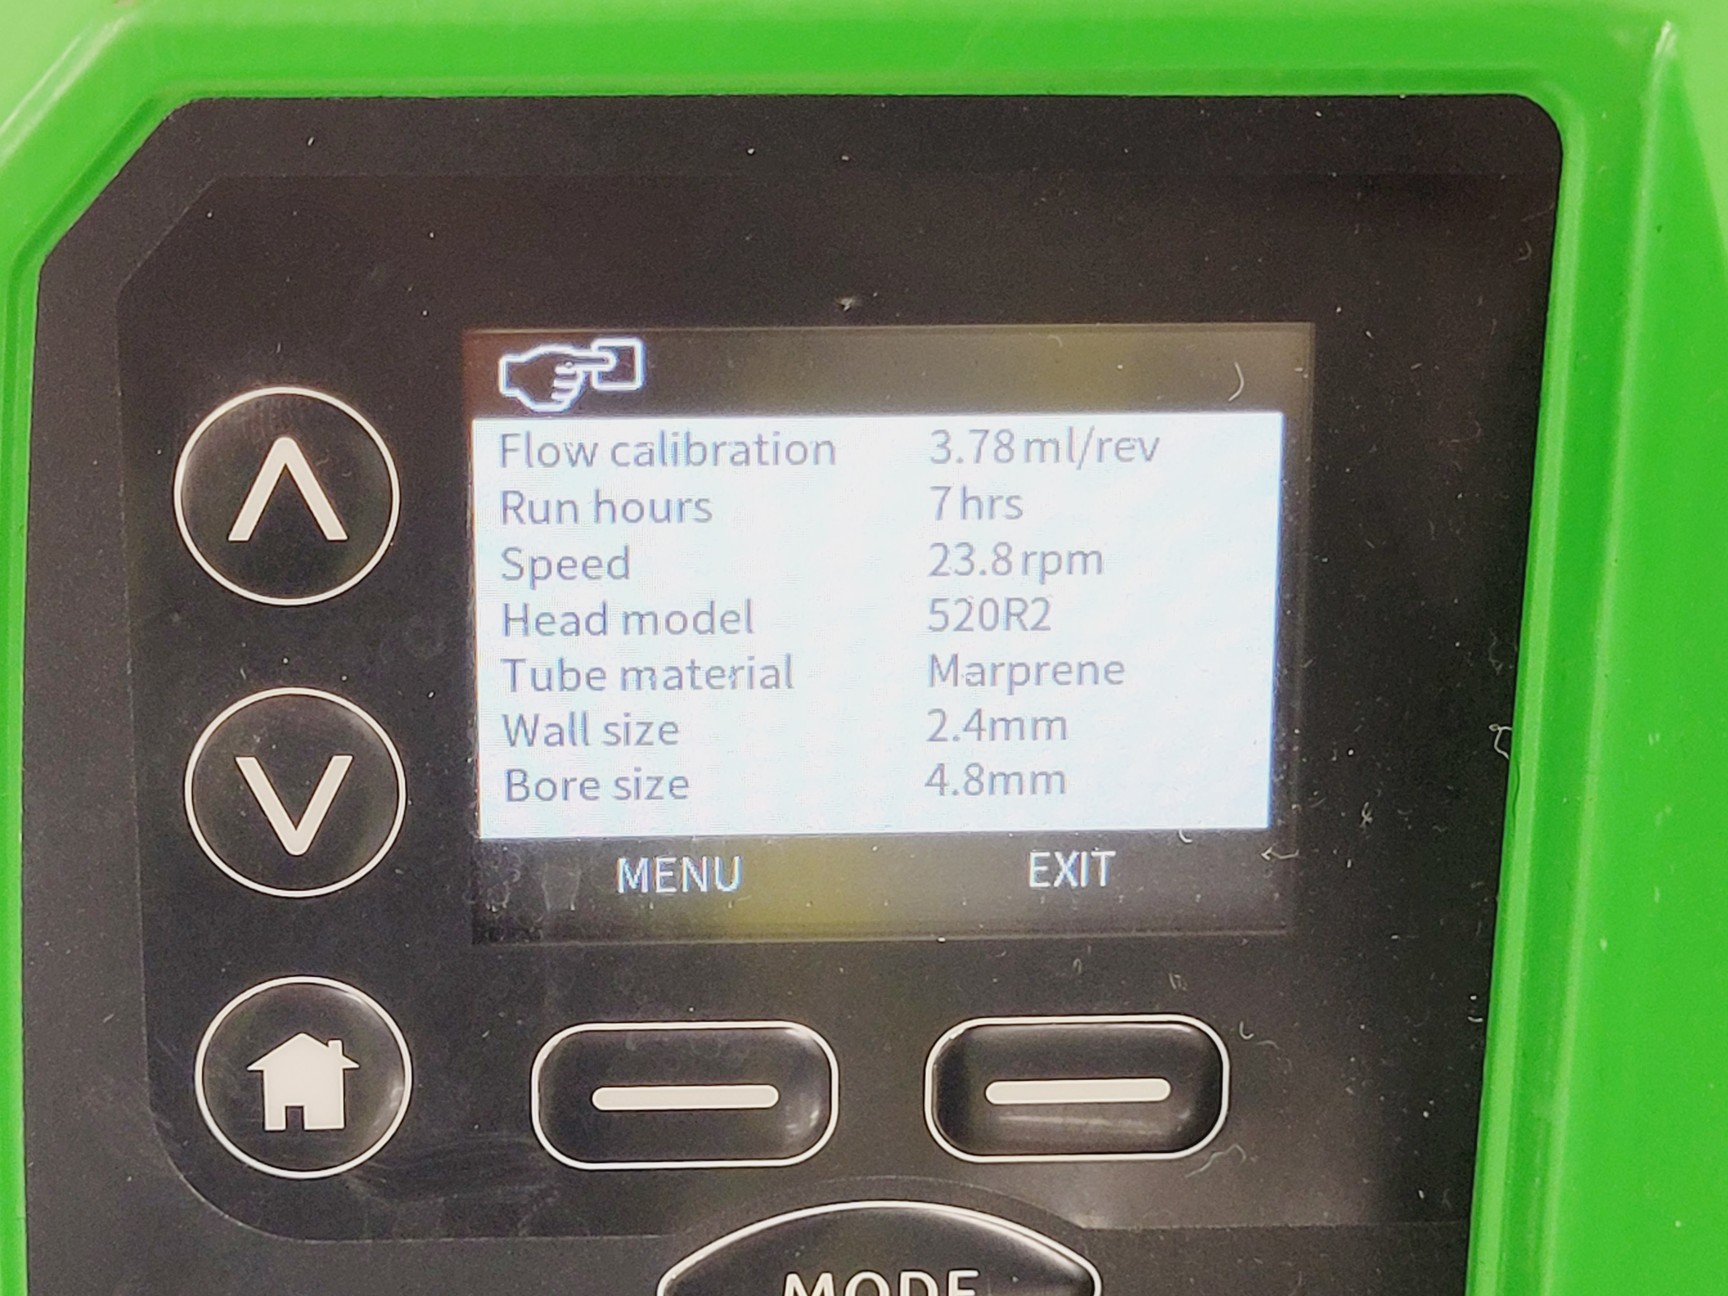 Flow calibration 3.78ml/rev
Run hours 7hrs
Speed 23.8rpm
Head model 520R2
Tube material Marprene
Wall size 2.4mm
Bore size 4.8mm
MENU EXIT
MODE